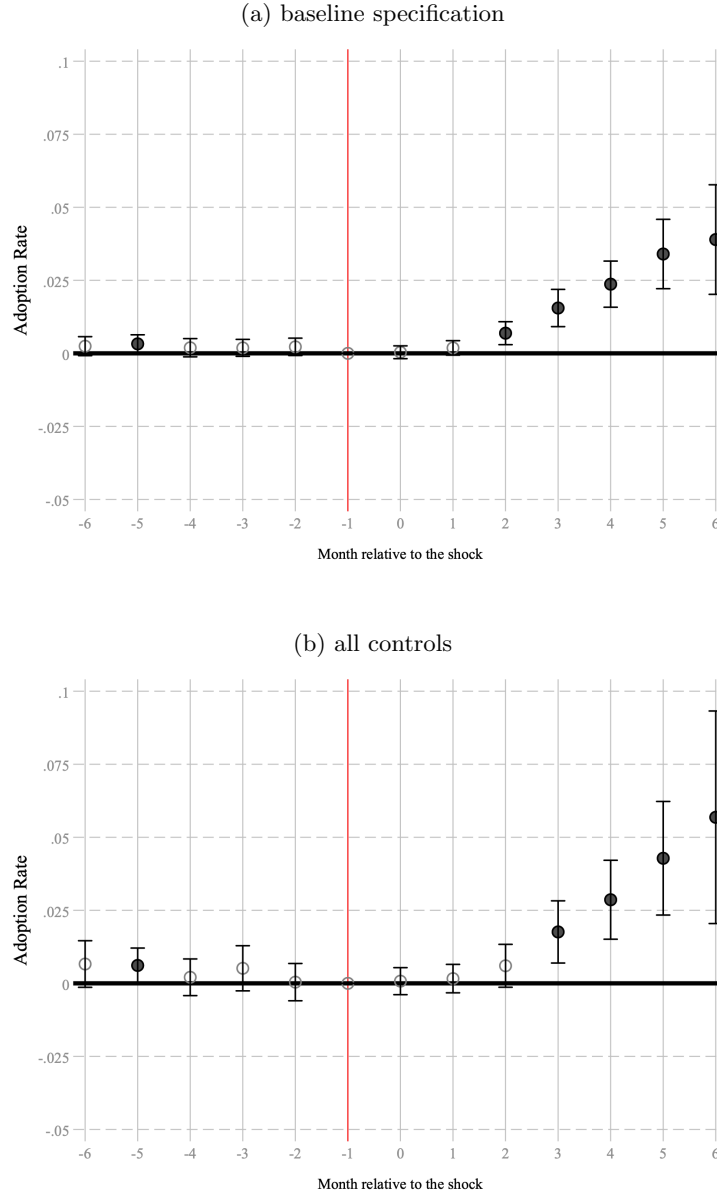 (a) baseline specification
.1
.075
.05
.025
0
-.025
-.05
Adoption Rate
-6 -5 -4 -3 -2 -1 0 1 2 3 4 5 6
Month relative to the shock
(b) all controls
.1
.075
.05
.025
0
-.025
-.05
Adoption Rate
-6 -5 -4 -3 -2 -1 0 1 2 3 4 5 6
Month relative to the shock